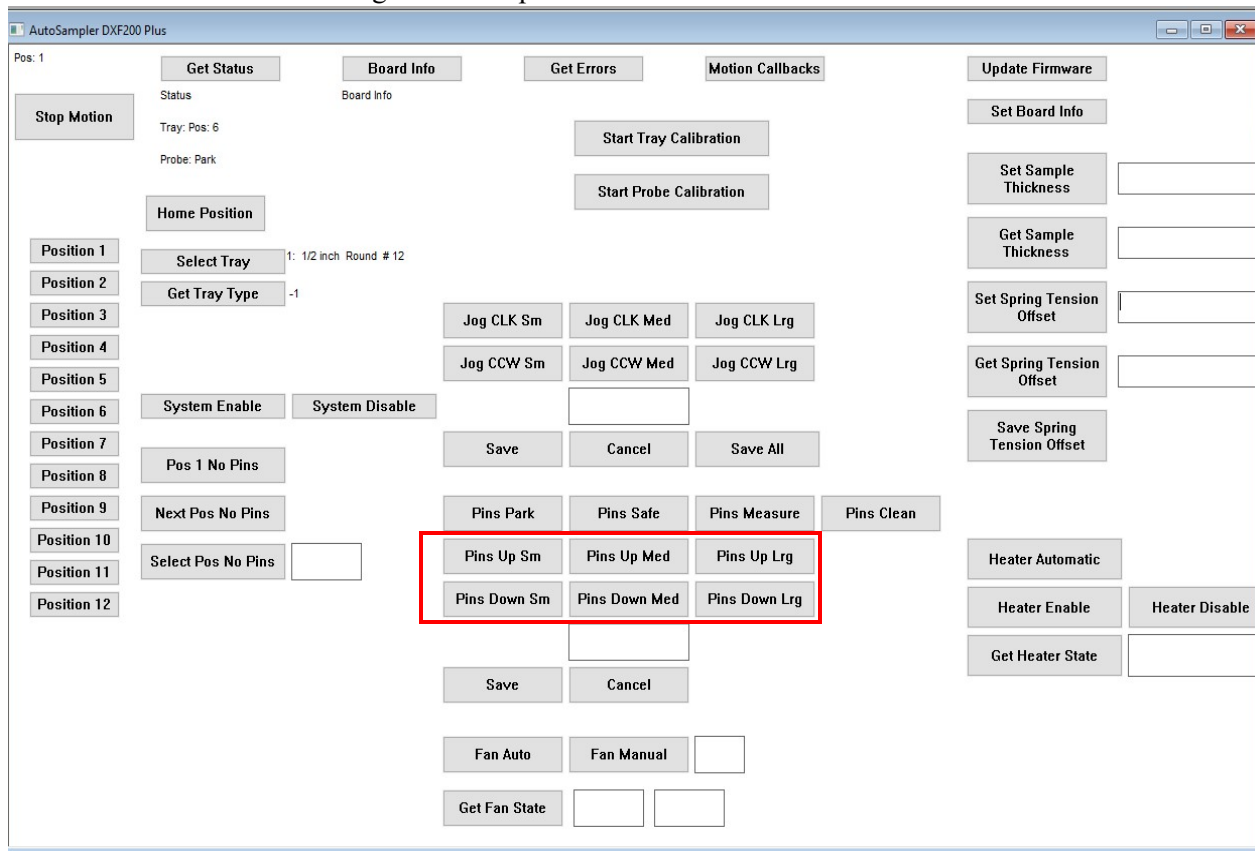 AutoSampler DXF200 Plus
Pos: 1
Get Status
Board Info
Get Errors
Motion Callbacks
Update Firmware
Status
Board Info
Stop Motion
Set Board Info
Tray: Pos: 6
Start Tray Calibration
Probe: Park
Set Sample
Thickness
Start Probe Calibration
Home Position
Get Sample
Thickness
Position 1
Select Tray
1: 1/2 inch Round # 12
Position 2
Get Tray Type
-1
Set Spring Tension
Offset
Position 3
Jog CLK Sm
Jog CLK Med
Jog CLK Lrg
Position 4
Jog CCW Sm
Jog CCW Med
Jog CCW Lrg
Get Spring Tension
Offset
Position 5
Position 6
System Enable
System Disable
Save Spring
Tension Offset
Position 7
Save
Cancel
Save All
Pos 1 No Pins
Position 8
Position 9
Next Pos No Pins
Pins Park
Pins Safe
Pins Measure
Pins Clean
Position 10
Select Pos No Pins
Pins Up Sm
Pins Up Med
Pins Up Lrg
Heater Automatic
Position 11
Position 12
Pins Down Sm
Pins Down Med
Pins Down Lrg
Heater Enable
Heater Disable
Get Heater State
Save
Cancel
Fan Auto
Fan Manual
Get Fan State